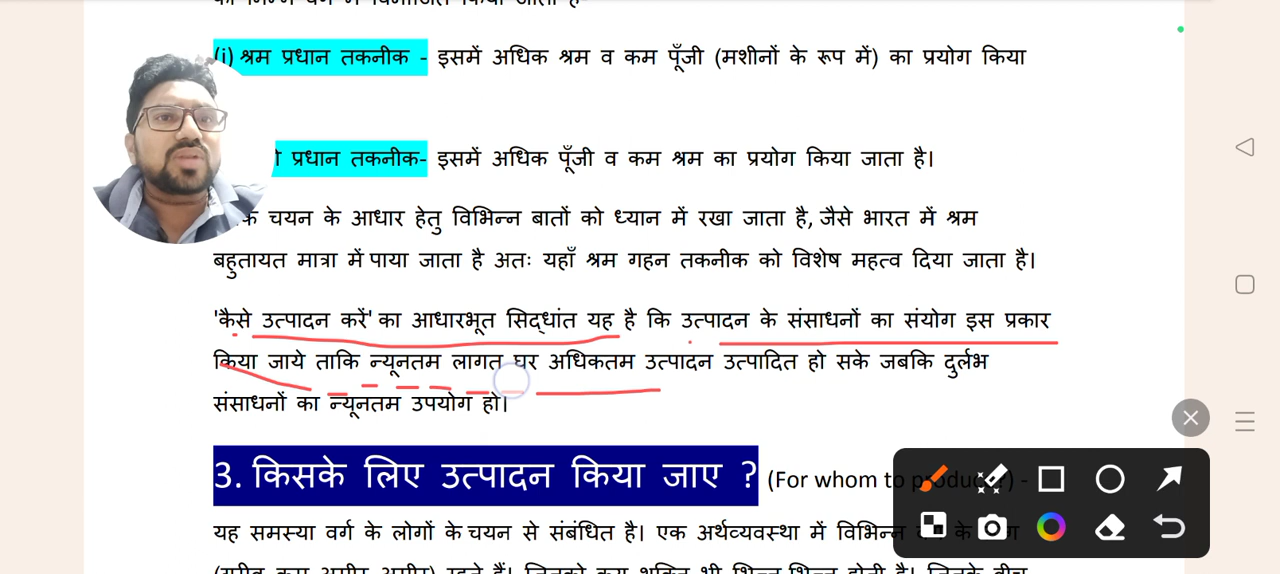 (i) श्रम प्रधान तकनीक - इसमें अधिक श्रम व कम पूँजी (मशीनों के रूप में) का प्रयोग किया
प्रधान तकनीक- इसमें अधिक पूँजी व कम श्रम का प्रयोग किया जाता है।
चयन के आधार हेतु विभिन्न बातों को ध्यान में रखा जाता है, जैसे भारत में श्रम
बहुतायत मात्रा में पाया जाता है अतः यहाँ श्रम गहन तकनीक को विशेष महत्व दिया जाता है।
'कैसे उत्पादन करें' का आधारभूत सिद्धांत यह है कि उत्पादन के संसाधनों का संयोग इस प्रकार
किया जाये ताकि न्यूनतम लागत पर अधिकतम उत्पादन उत्पादित हो सके जबकि दुर्लभ
संसाधनों का न्यूनतम उपयोग हो।
3. किसके लिए उत्पादन किया जाए ? (For whom to produce?) -
यह समस्या वर्ग के लोगों के चयन से संबंधित है। एक अर्थव्यवस्था में विभिन्न